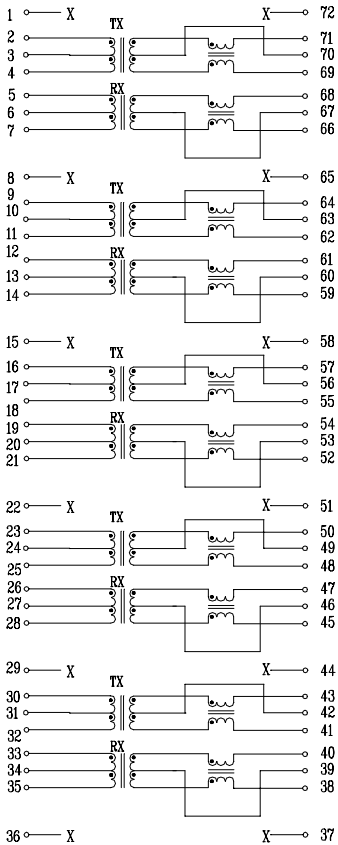 1 X X 72
TX
2 71
3 70
4 69
RX
5 68
6 67
7 66
8 X X 65
TX
9 64
10 63
11 62
RX
12 61
13 60
14 59
15 X X 58
TX
16 57
17 56
18 55
RX
19 54
20 53
21 52
22 X X 51
TX
23 50
24 49
25 48
RX
26 47
27 46
28 45
29 X X 44
TX
30 43
31 42
32 41
RX
33 40
34 39
35 38
36 X X 37